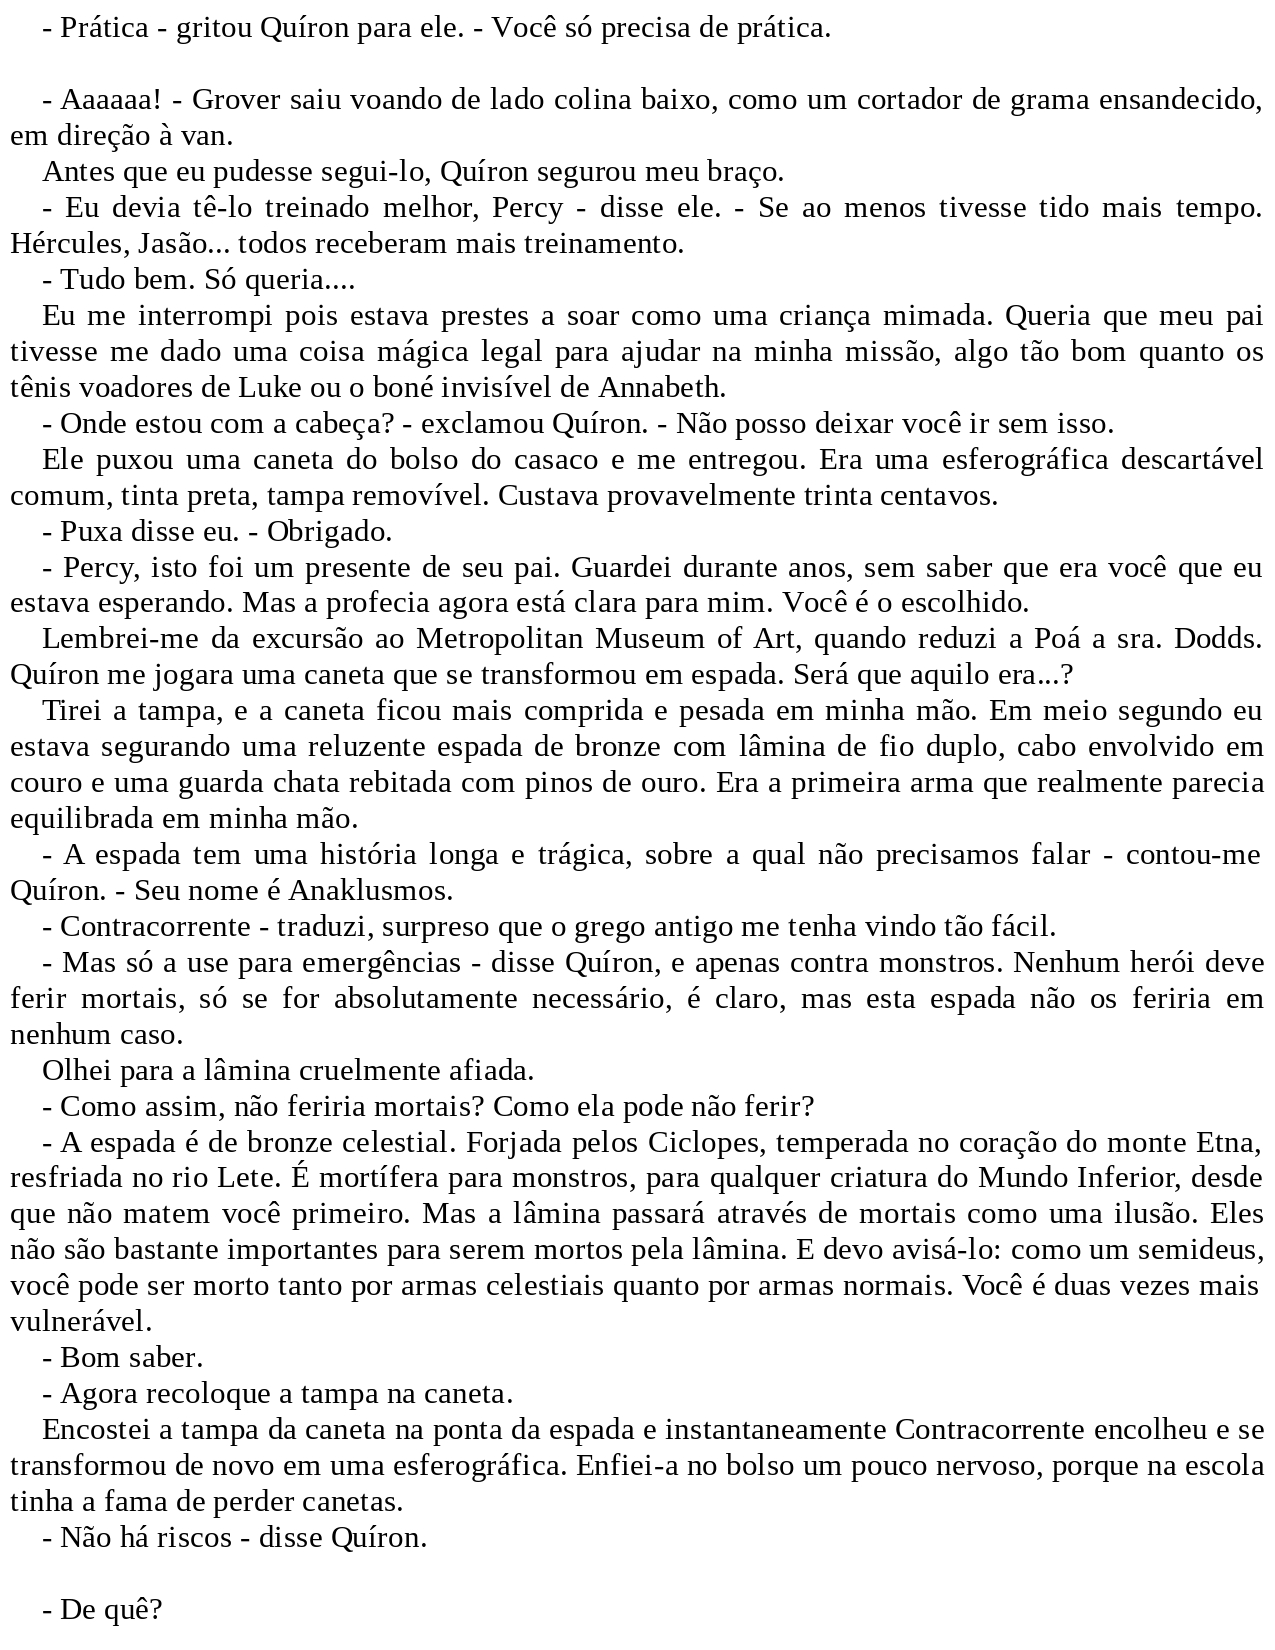 - Prática - gritou Quíron para ele. - Você só precisa de prática.
- Aaaaaa! - Grover saiu voando de lado colina baixo, como um cortador de grama ensandecido,
em direção à van.
Antes que eu pudesse segui-lo, Quíron segurou meu braço.
- Eu devia tê-lo treinado melhor, Percy - disse ele. - Se ao menos tivesse tido mais tempo.
Hércules, Jasão... todos receberam mais treinamento.
- Tudo bem. Só queria....
Eu me interrompi pois estava prestes a soar como uma criança mimada. Queria que meu pai
tivesse me dado uma coisa mágica legal para ajudar na minha missão, algo tão bom quanto os
tênis voadores de Luke ou o boné invisível de Annabeth.
- Onde estou com a cabeça? - exclamou Quíron. - Não posso deixar você ir sem isso.
Ele puxou uma caneta do bolso do casaco e me entregou. Era uma esferográfica descartável
comum, tinta preta, tampa removível. Custava provavelmente trinta centavos.
- Puxa disse eu. - Obrigado.
- Percy, isto foi um presente de seu pai. Guardei durante anos, sem saber que era você que eu
estava esperando. Mas a profecia agora está clara para mim. Você é o escolhido.
Lembrei-me da excursão ao Metropolitan Museum of Art, quando reduzi a Poá a sra. Dodds.
Quíron me jogara uma caneta que se transformou em espada. Será que aquilo era...?
Tirei a tampa, e a caneta ficou mais comprida e pesada em minha mão. Em meio segundo eu
estava segurando uma reluzente espada de bronze com lâmina de fio duplo, cabo envolvido em
couro e uma guarda chata rebitada com pinos de ouro. Era a primeira arma que realmente parecia
equilibrada em minha mão.
- A espada tem uma história longa e trágica, sobre a qual não precisamos falar - contou-me
Quíron. - Seu nome é Anaklusmos.
- Contracorrente - traduzi, surpreso que o grego antigo me tenha vindo tão fácil.
- Mas só a use para emergências - disse Quíron, e apenas contra monstros. Nenhum herói deve
ferir mortais, só se for absolutamente necessário, é claro, mas esta espada não os feriria em
nenhum caso.
Olhei para a lâmina cruelmente afiada.
- Como assim, não feriria mortais? Como ela pode não ferir?
- A espada é de bronze celestial. Forjada pelos Ciclopes, temperada no coração do monte Etna,
resfriada no rio Lete. É mortífera para monstros, para qualquer criatura do Mundo Inferior, desde
que não matem você primeiro. Mas a lâmina passará através de mortais como uma ilusão. Eles
não são bastante importantes para serem mortos pela lâmina. E devo avisá-lo: como um semideus,
você pode ser morto tanto por armas celestiais quanto por armas normais. Você é duas vezes mais
vulnerável.
- Bom saber.
- Agora recoloque a tampa na caneta.
Encostei a tampa da caneta na ponta da espada e instantaneamente Contracorrente encolheu e se
transformou de novo em uma esferográfica. Enfiei-a no bolso um pouco nervoso, porque na escola
tinha a fama de perder canetas.
- Não há riscos - disse Quíron.
- De quê?